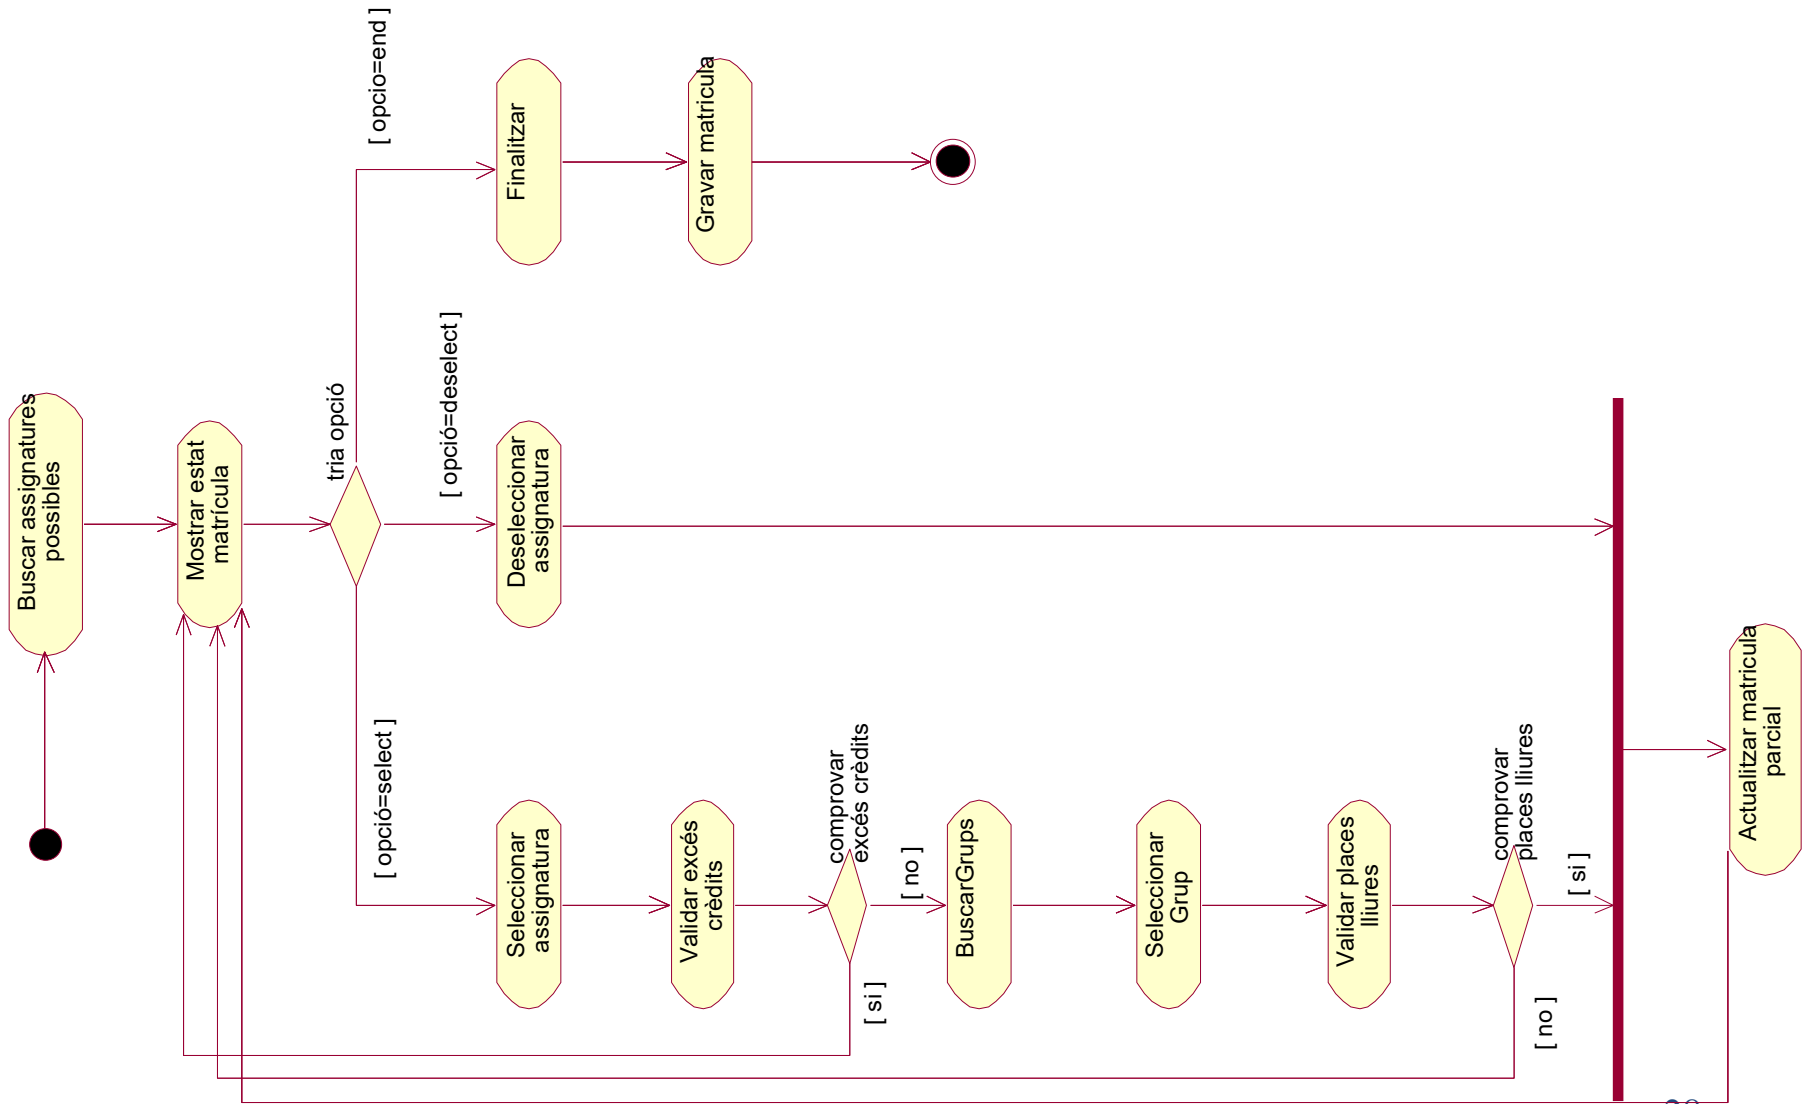 Buscar assignatures
possibles
Mostrar estat
matrícula
tria opció
[ opcio=end ]
[ opció=deselect ]
[ opció=select ]
Finalitzar
Gravar matricula
Deseleccionar
assignatura
Seleccionar
assignatura
Validar excés
crèdits
comprovar
excés crèdits
[ no ]
[ si ]
BuscarGrups
Seleccionar
Grup
Validar places
lliures
comprovar
places lliures
[ si ]
[ no ]
Actualitzar matricula
parcial